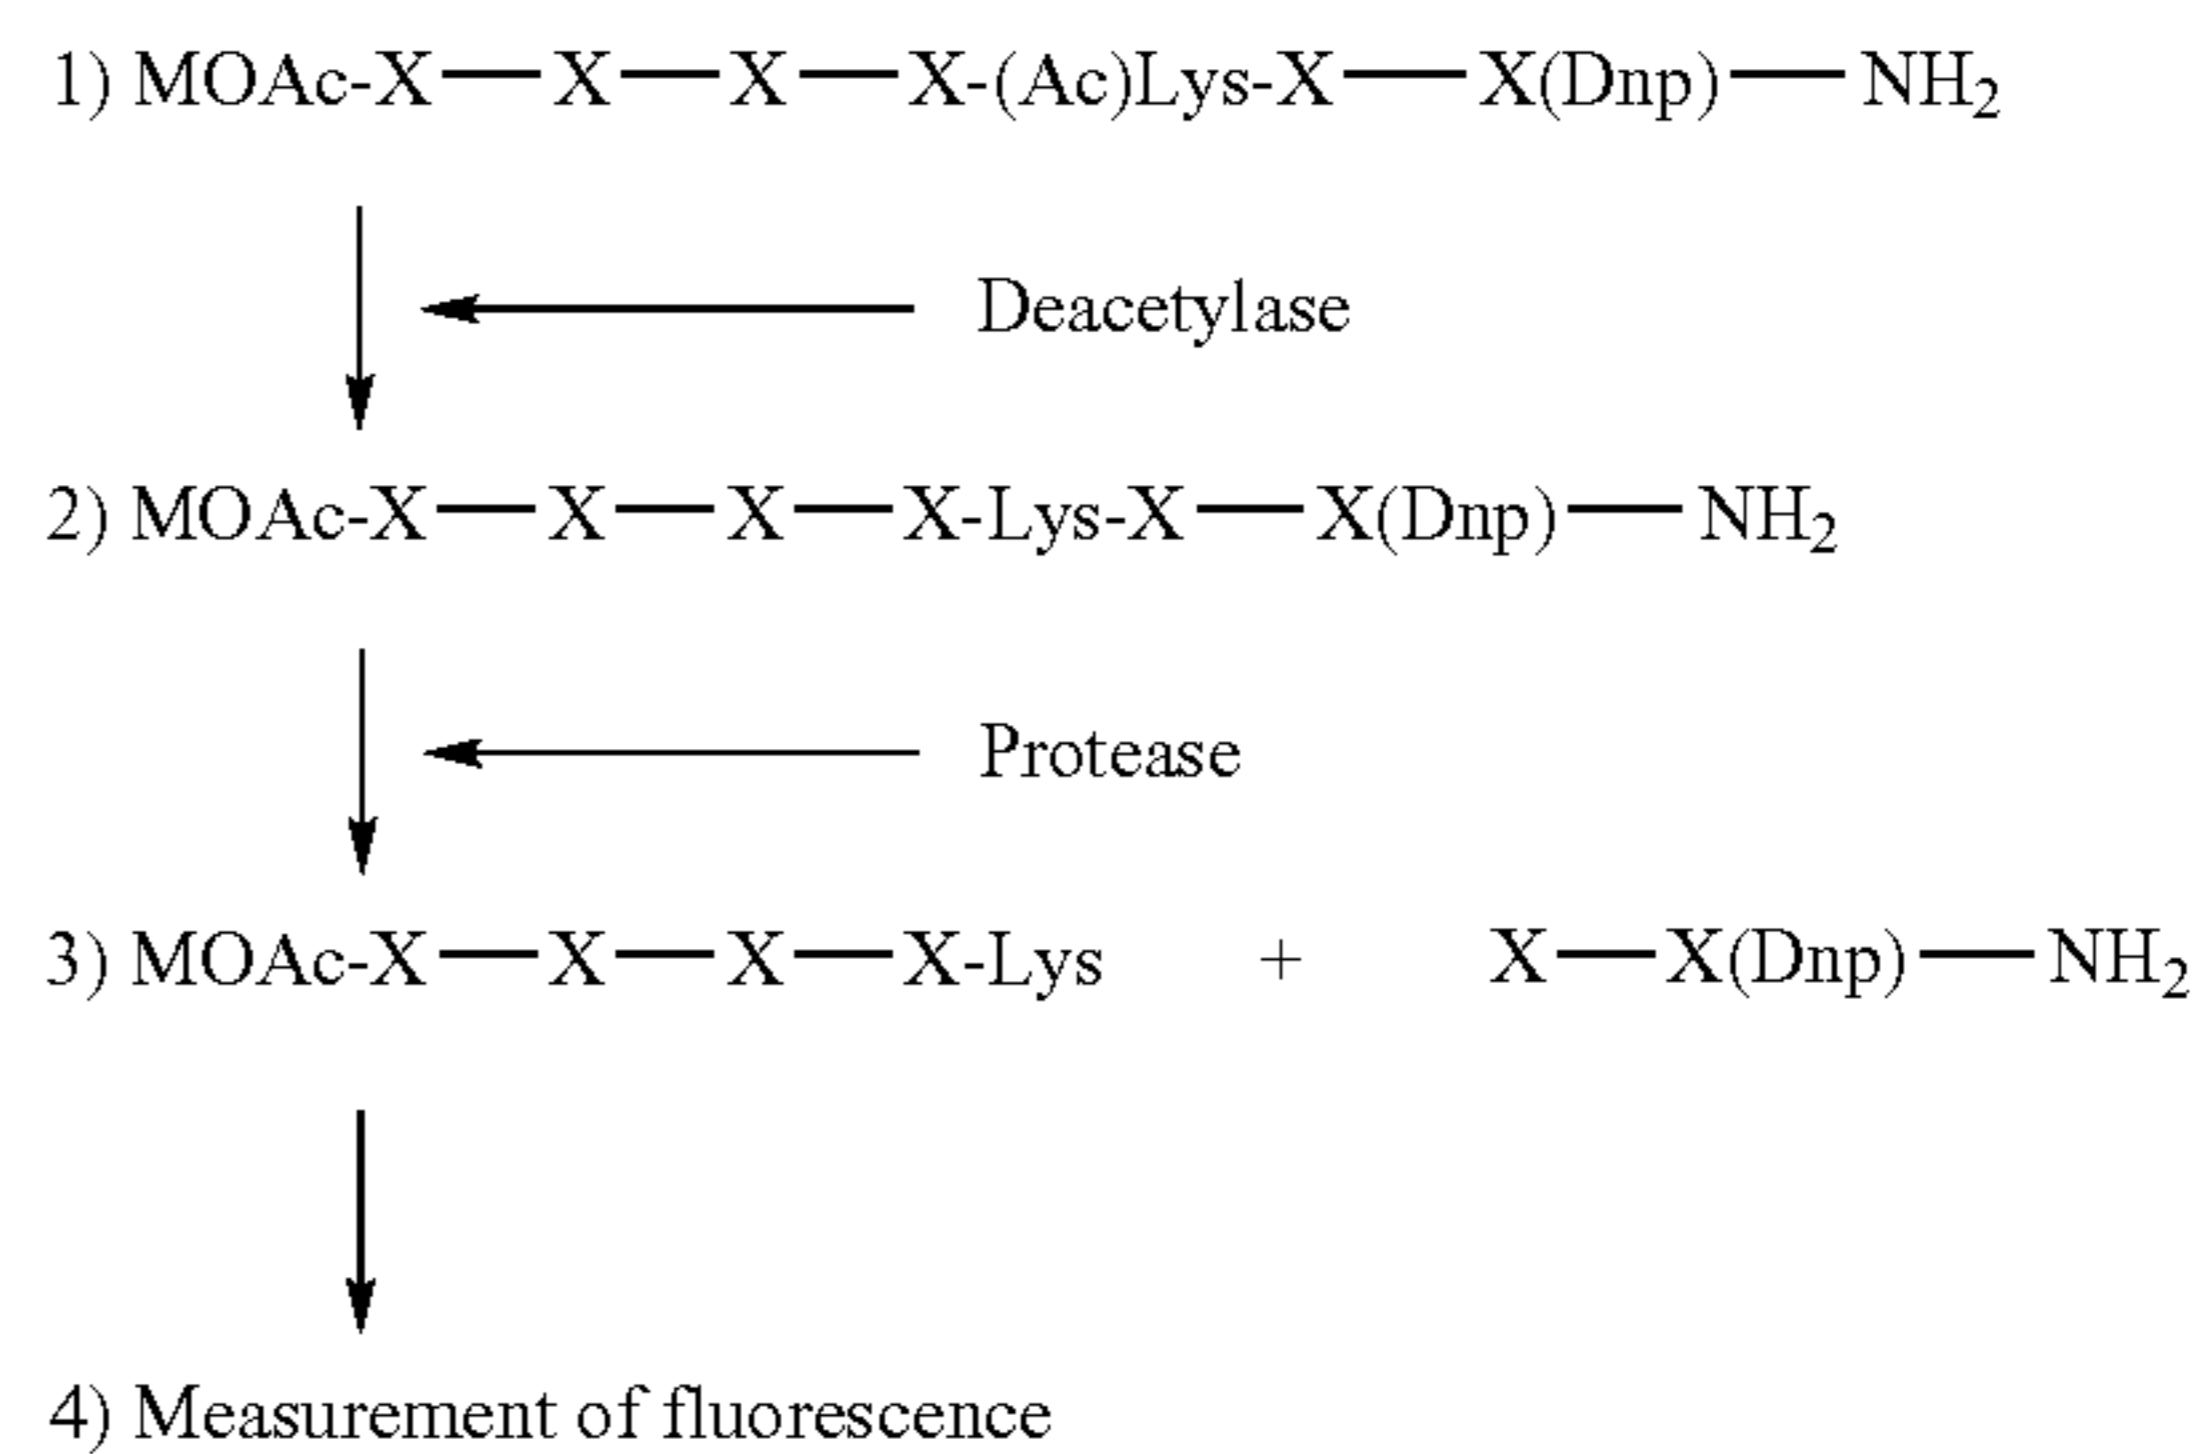 1) MOAc-X—X—X—X-(Ac)Lys-X—X(Dnp)—NH₂
Deacetylase
2) MOAc-X—X—X—X-Lys-X—X(Dnp)—NH₂
Protease
3) MOAc-X—X—X—X-Lys + X—X(Dnp)—NH₂
4) Measurement of fluorescence